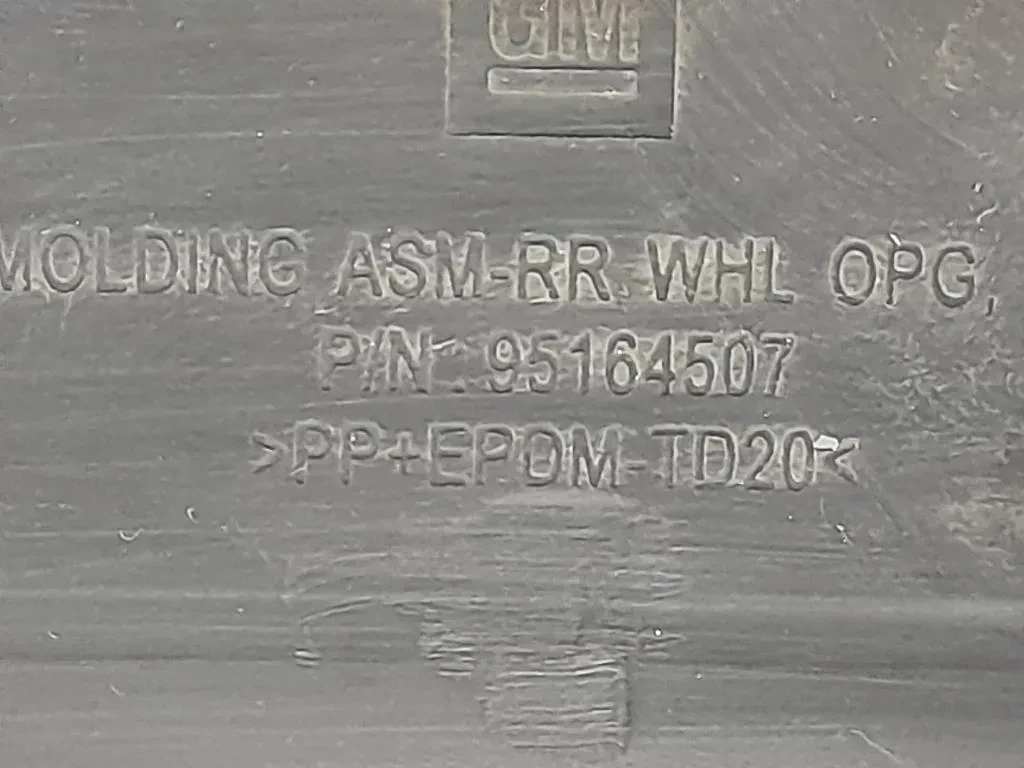 GM
MOLDING ASM-RR WHL OPG,
P/N : 95164507
>PP+EPDM-TD20<